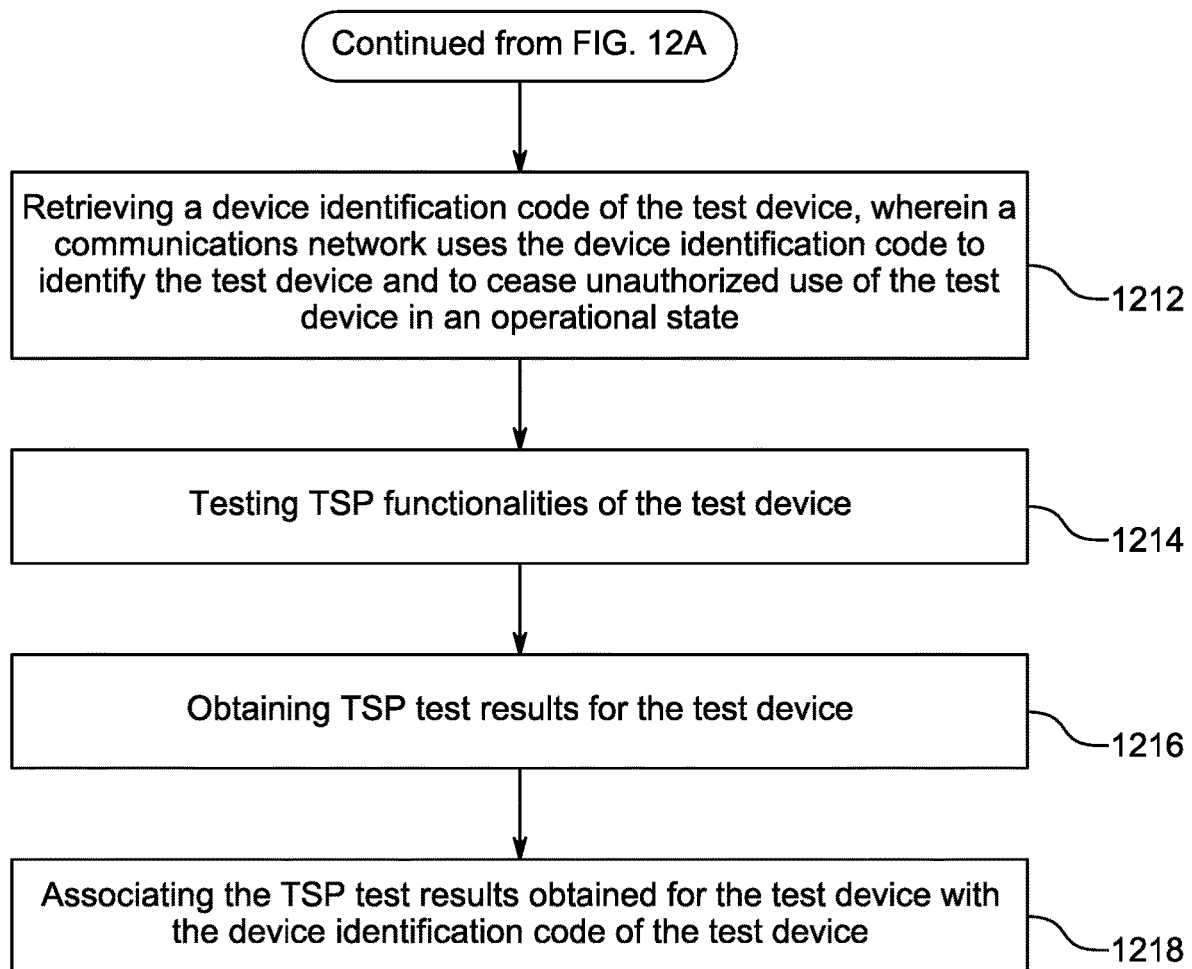 Continued from FIG. 12A
Retrieving a device identification code of the test device, wherein a
communications network uses the device identification code to
identify the test device and to cease unauthorized use of the test
device in an operational state
1212
Testing TSP functionalities of the test device
1214
Obtaining TSP test results for the test device
1216
Associating the TSP test results obtained for the test device with
the device identification code of the test device
1218